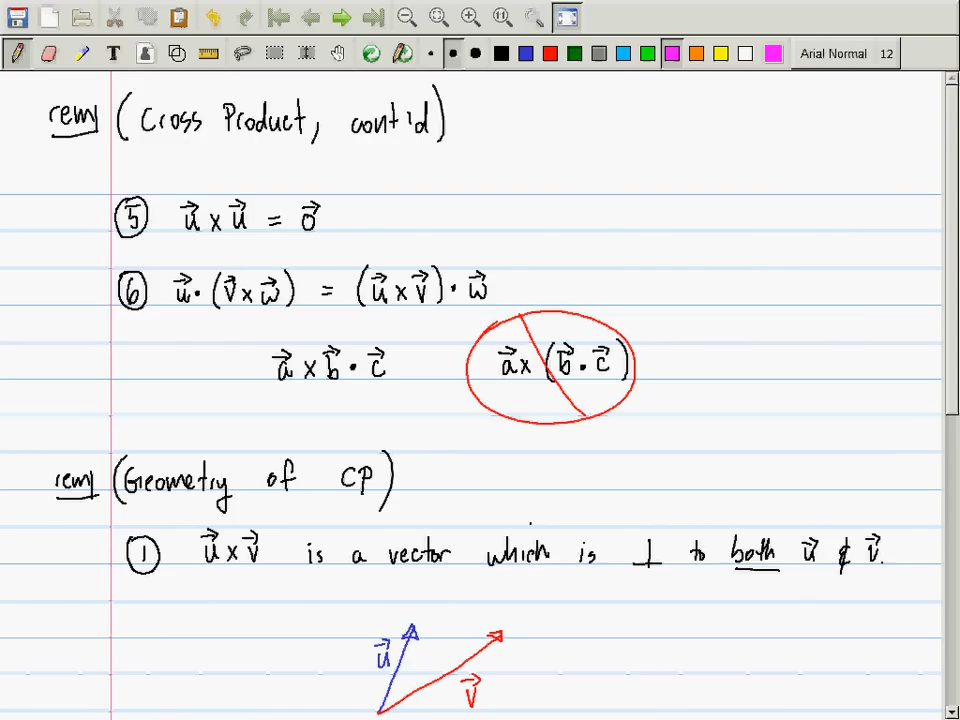 T
Arial Normal 12
rem (Cross Product, cont'd)
⑤ u⃗ × u⃗ = 0⃗
⑥ u⃗ · (v⃗ × w⃗) = (u⃗ × v⃗) · w⃗
a⃗ × b⃗ · c⃗ a⃗ × (b⃗ · c⃗)
rem (Geometry of CP)
① u⃗ × v⃗ is a vector which is ⊥ to both u⃗ & v⃗.
u⃗
v⃗